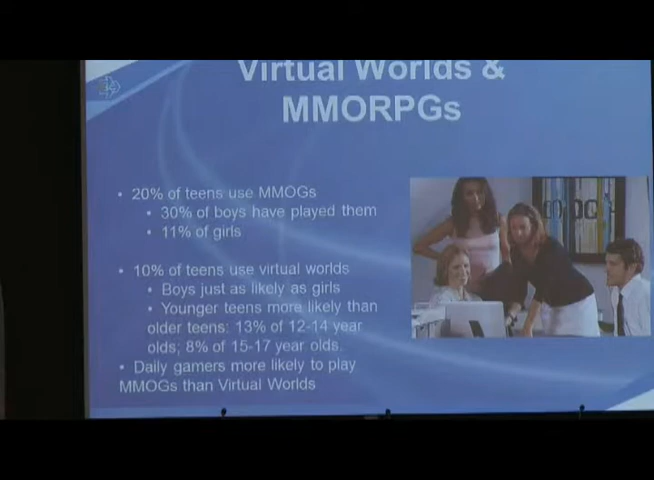 Virtual Worlds &
MMORPGs
• 20% of teens use MMOGs
• 30% of boys have played them
• 11% of girls
• 10% of teens use virtual worlds
• Boys just as likely as girls
• Younger teens more likely than
older teens: 13% of 12-14 year
olds; 8% of 15-17 year olds.
• Daily gamers more likely to play
MMOGs than Virtual Worlds